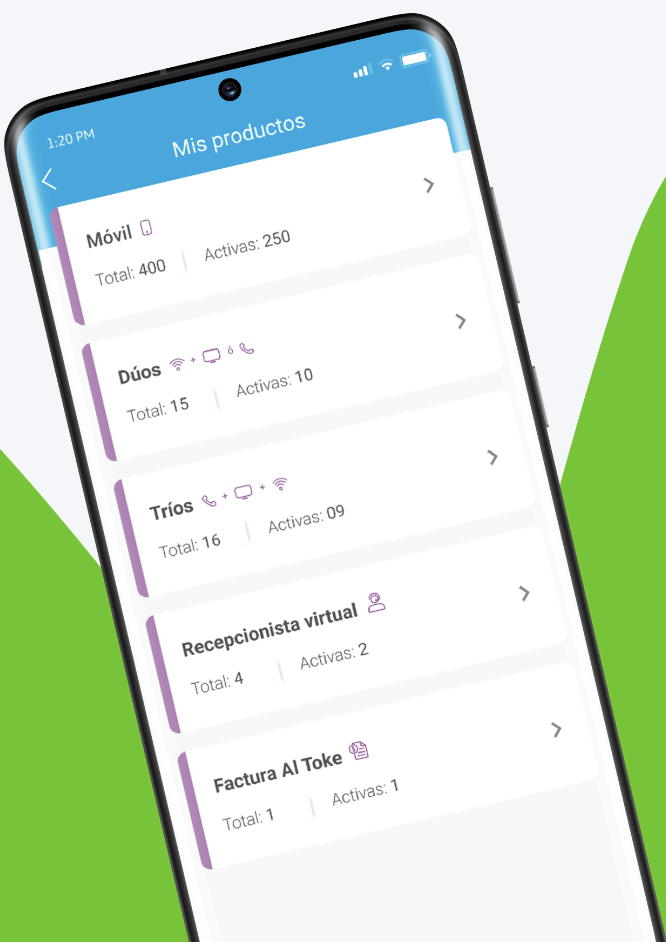 1:20 PM
Mis productos
Móvil
Total: 400 Activas: 250
Dúos + ó
Total: 15 Activas: 10
Tríos + +
Total: 16 Activas: 09
Recepcionista virtual
Total: 4 Activas: 2
Factura Al Toke
Total: 1 Activas: 1